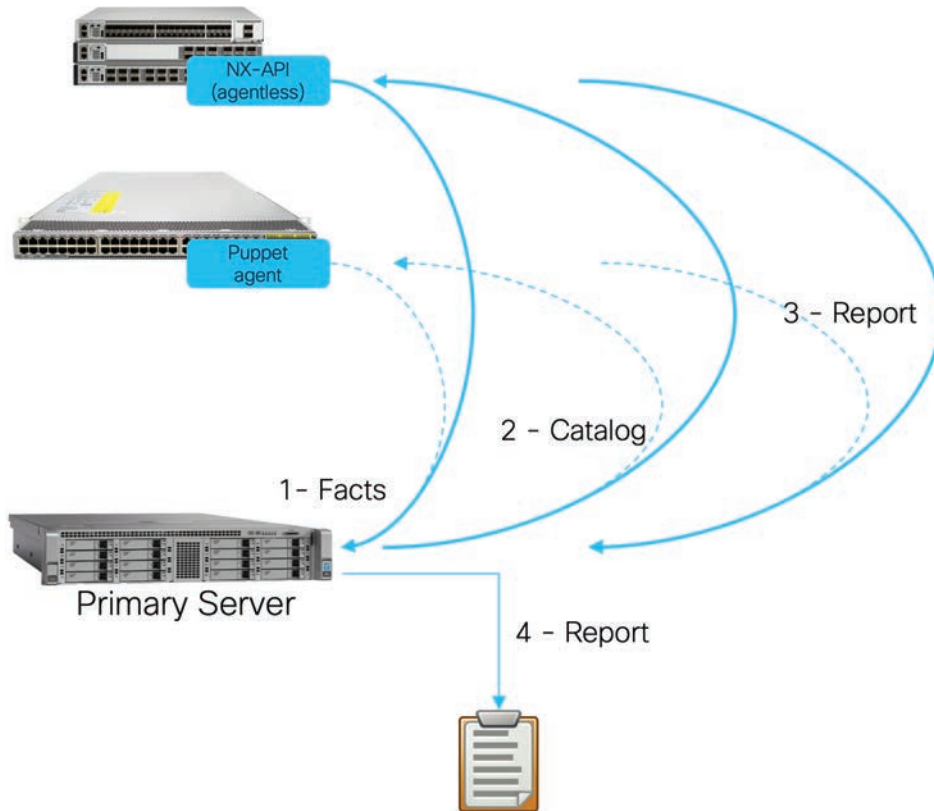 NX-API
(agentless)
Puppet
agent
3 - Report
2 - Catalog
1- Facts
Primary Server
4 - Report